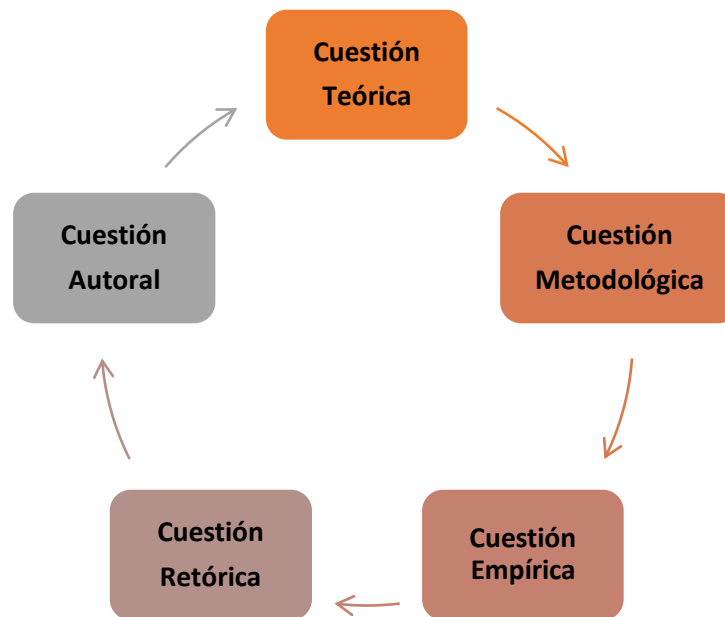 Cuestión
Teórica
Cuestión
Metodológica
Cuestión
Empírica
Cuestión
Retórica
Cuestión
Autoral